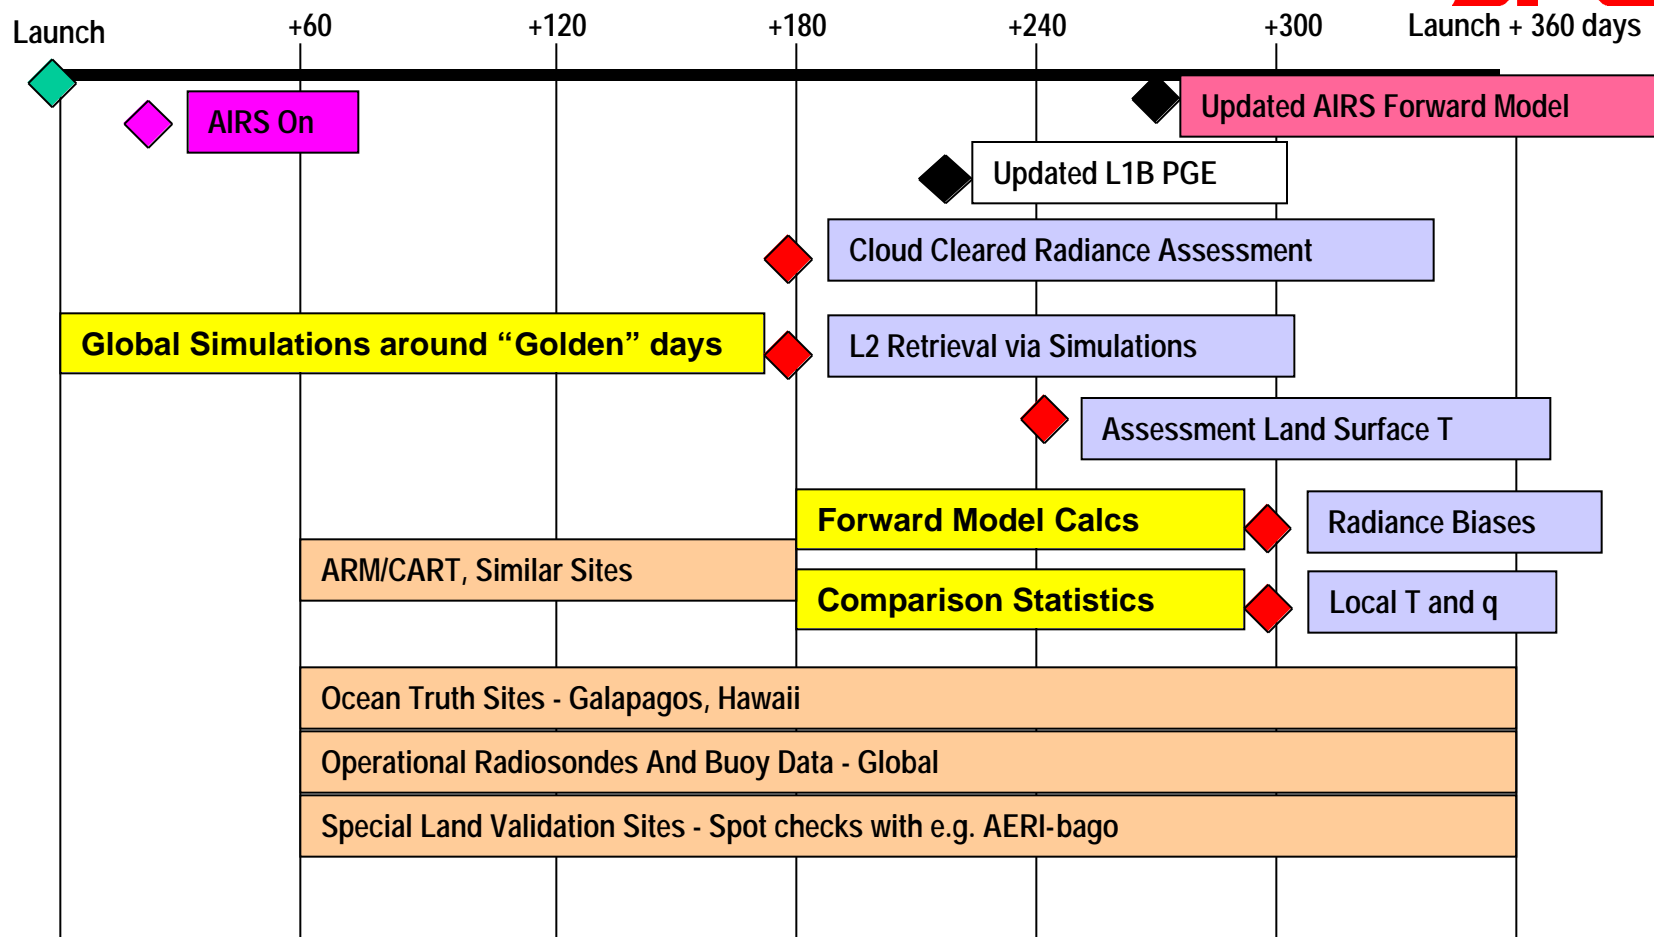 Launch
+60
+120
+180
+240
+300
Launch + 360 days
AIRS On
Updated AIRS Forward Model
Updated L1B PGE
Cloud Cleared Radiance Assessment
Global Simulations around “Golden” days
L2 Retrieval via Simulations
Assessment Land Surface T
Forward Model Calcs
Radiance Biases
ARM/CART, Similar Sites
Comparison Statistics
Local T and q
Ocean Truth Sites - Galapagos, Hawaii
Operational Radiosondes And Buoy Data - Global
Special Land Validation Sites - Spot checks with e.g. AERI-bago